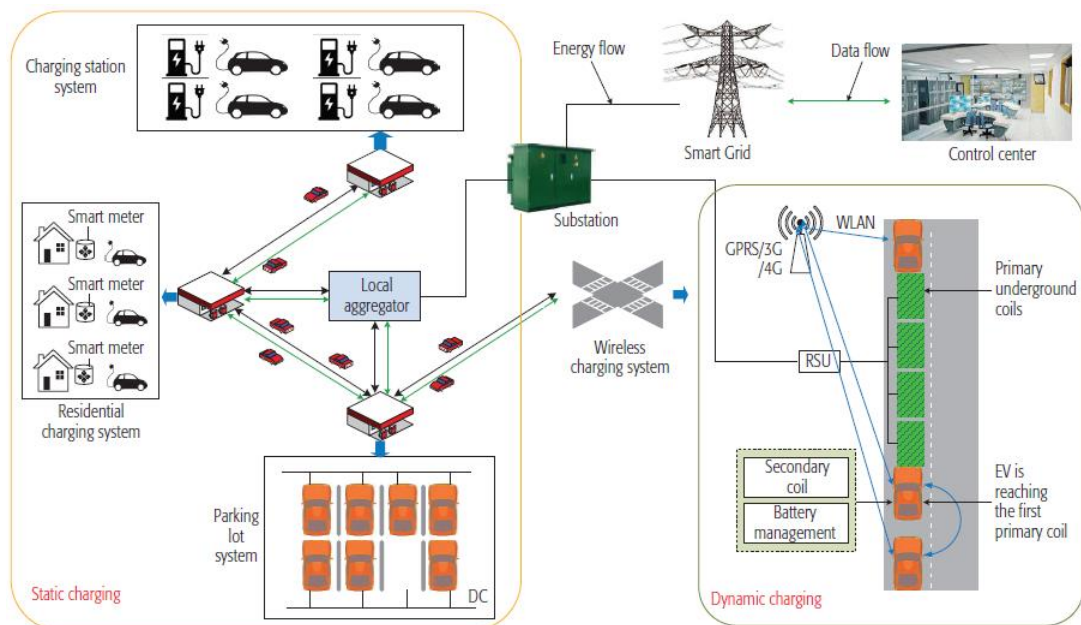 Charging station
system
Energy flow
Data flow
Smart Grid
Control center
Substation
Smart meter
Smart meter
Smart meter
Residential
charging system
Local
aggregator
Wireless
charging system
Parking
lot
system
DC
Static charging
GPRS/3G
/4G
WLAN
Primary
underground
coils
RSU
Secondary
coil
Battery
management
EV is
reaching
the first
primary coil
Dynamic charging